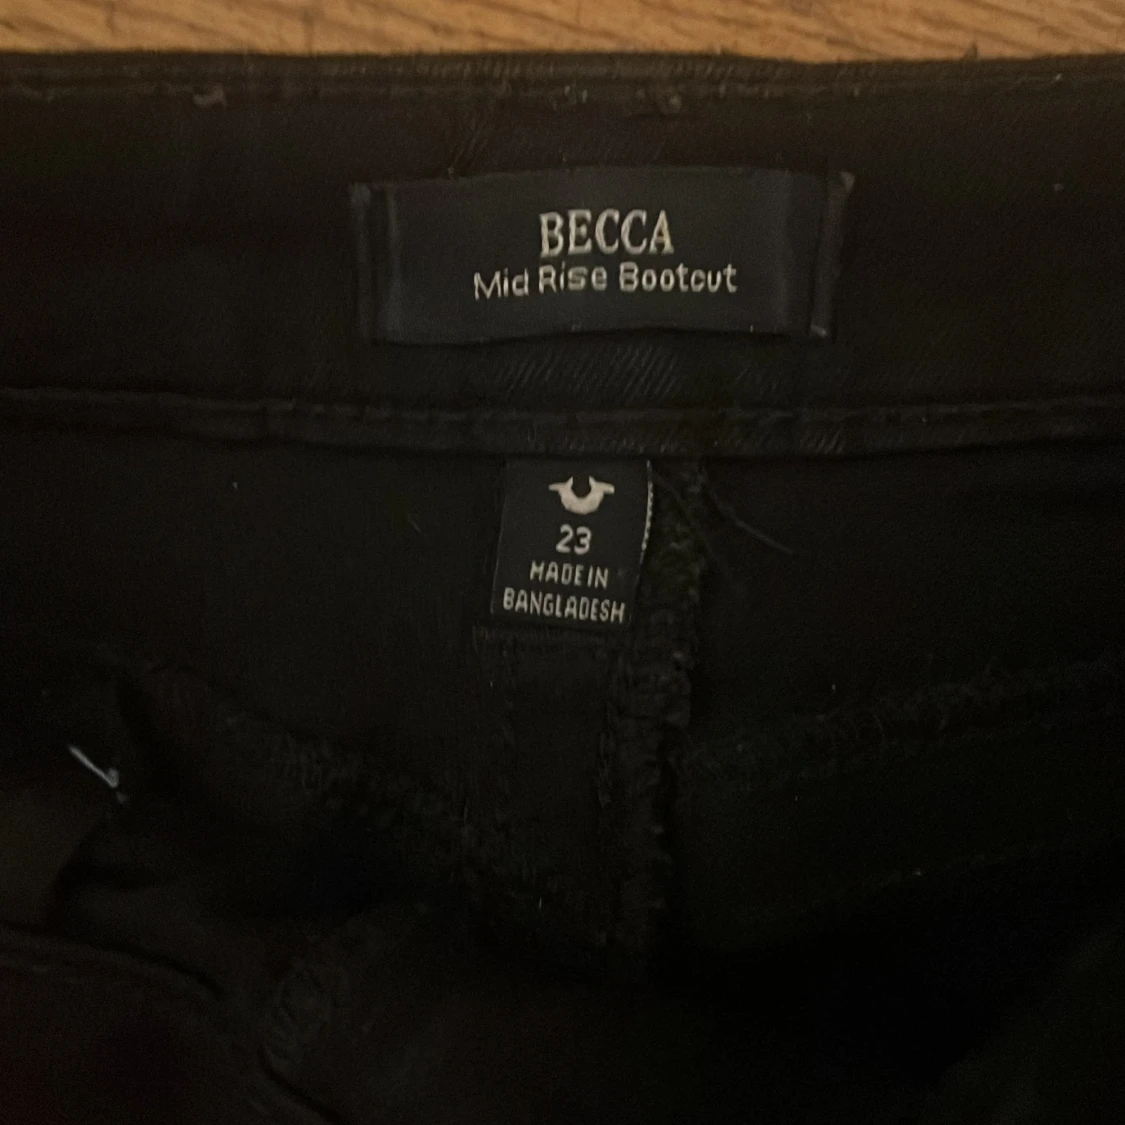 BECCA
Mid Rise Bootcut
23
MADE IN
BANGLADESH